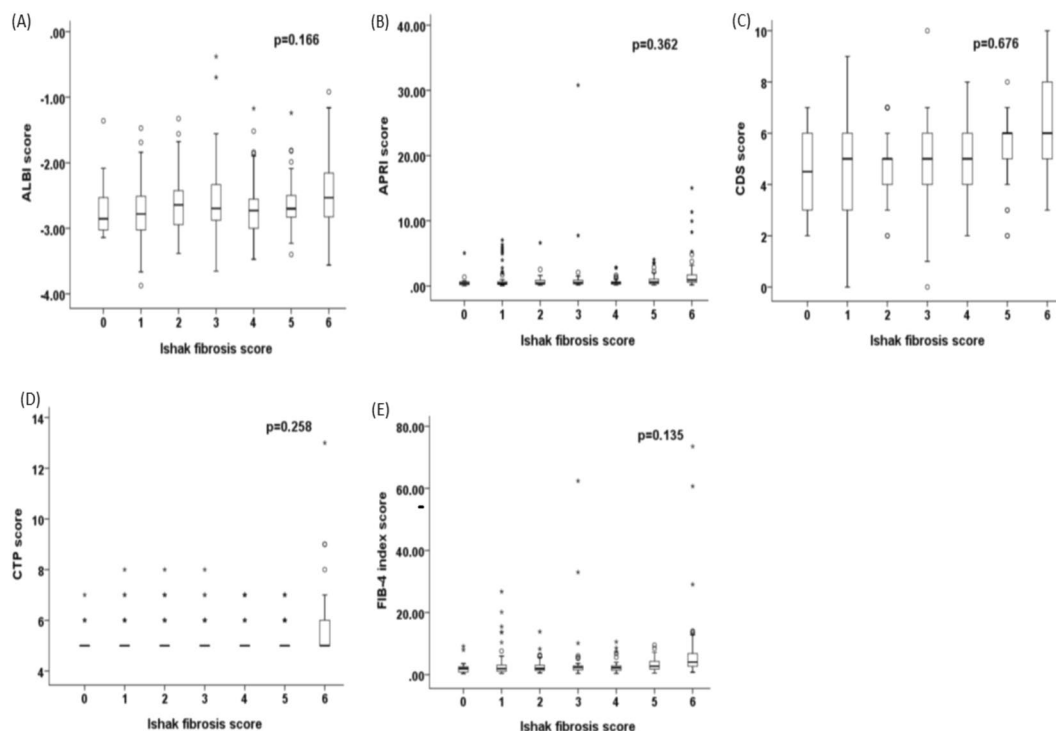 (A)
ALBI score
.00
-1.00
-2.00
-3.00
-4.00
p=0.166
0 1 2 3 4 5 6
Ishak fibrosis score
(B)
APRI score
40.00
30.00
20.00
10.00
.00
p=0.362
0 1 2 3 4 5 6
Ishak fibrosis score
(C)
CDS score
10
8
6
4
2
0
p=0.676
0 1 2 3 4 5 6
Ishak fibrosis score
(D)
CTP score
14
12
10
8
6
4
p=0.258
0 1 2 3 4 5 6
Ishak fibrosis score
(E)
FIB-4 index score
80.00
60.00
40.00
20.00
.00
p=0.135
0 1 2 3 4 5 6
Ishak fibrosis score